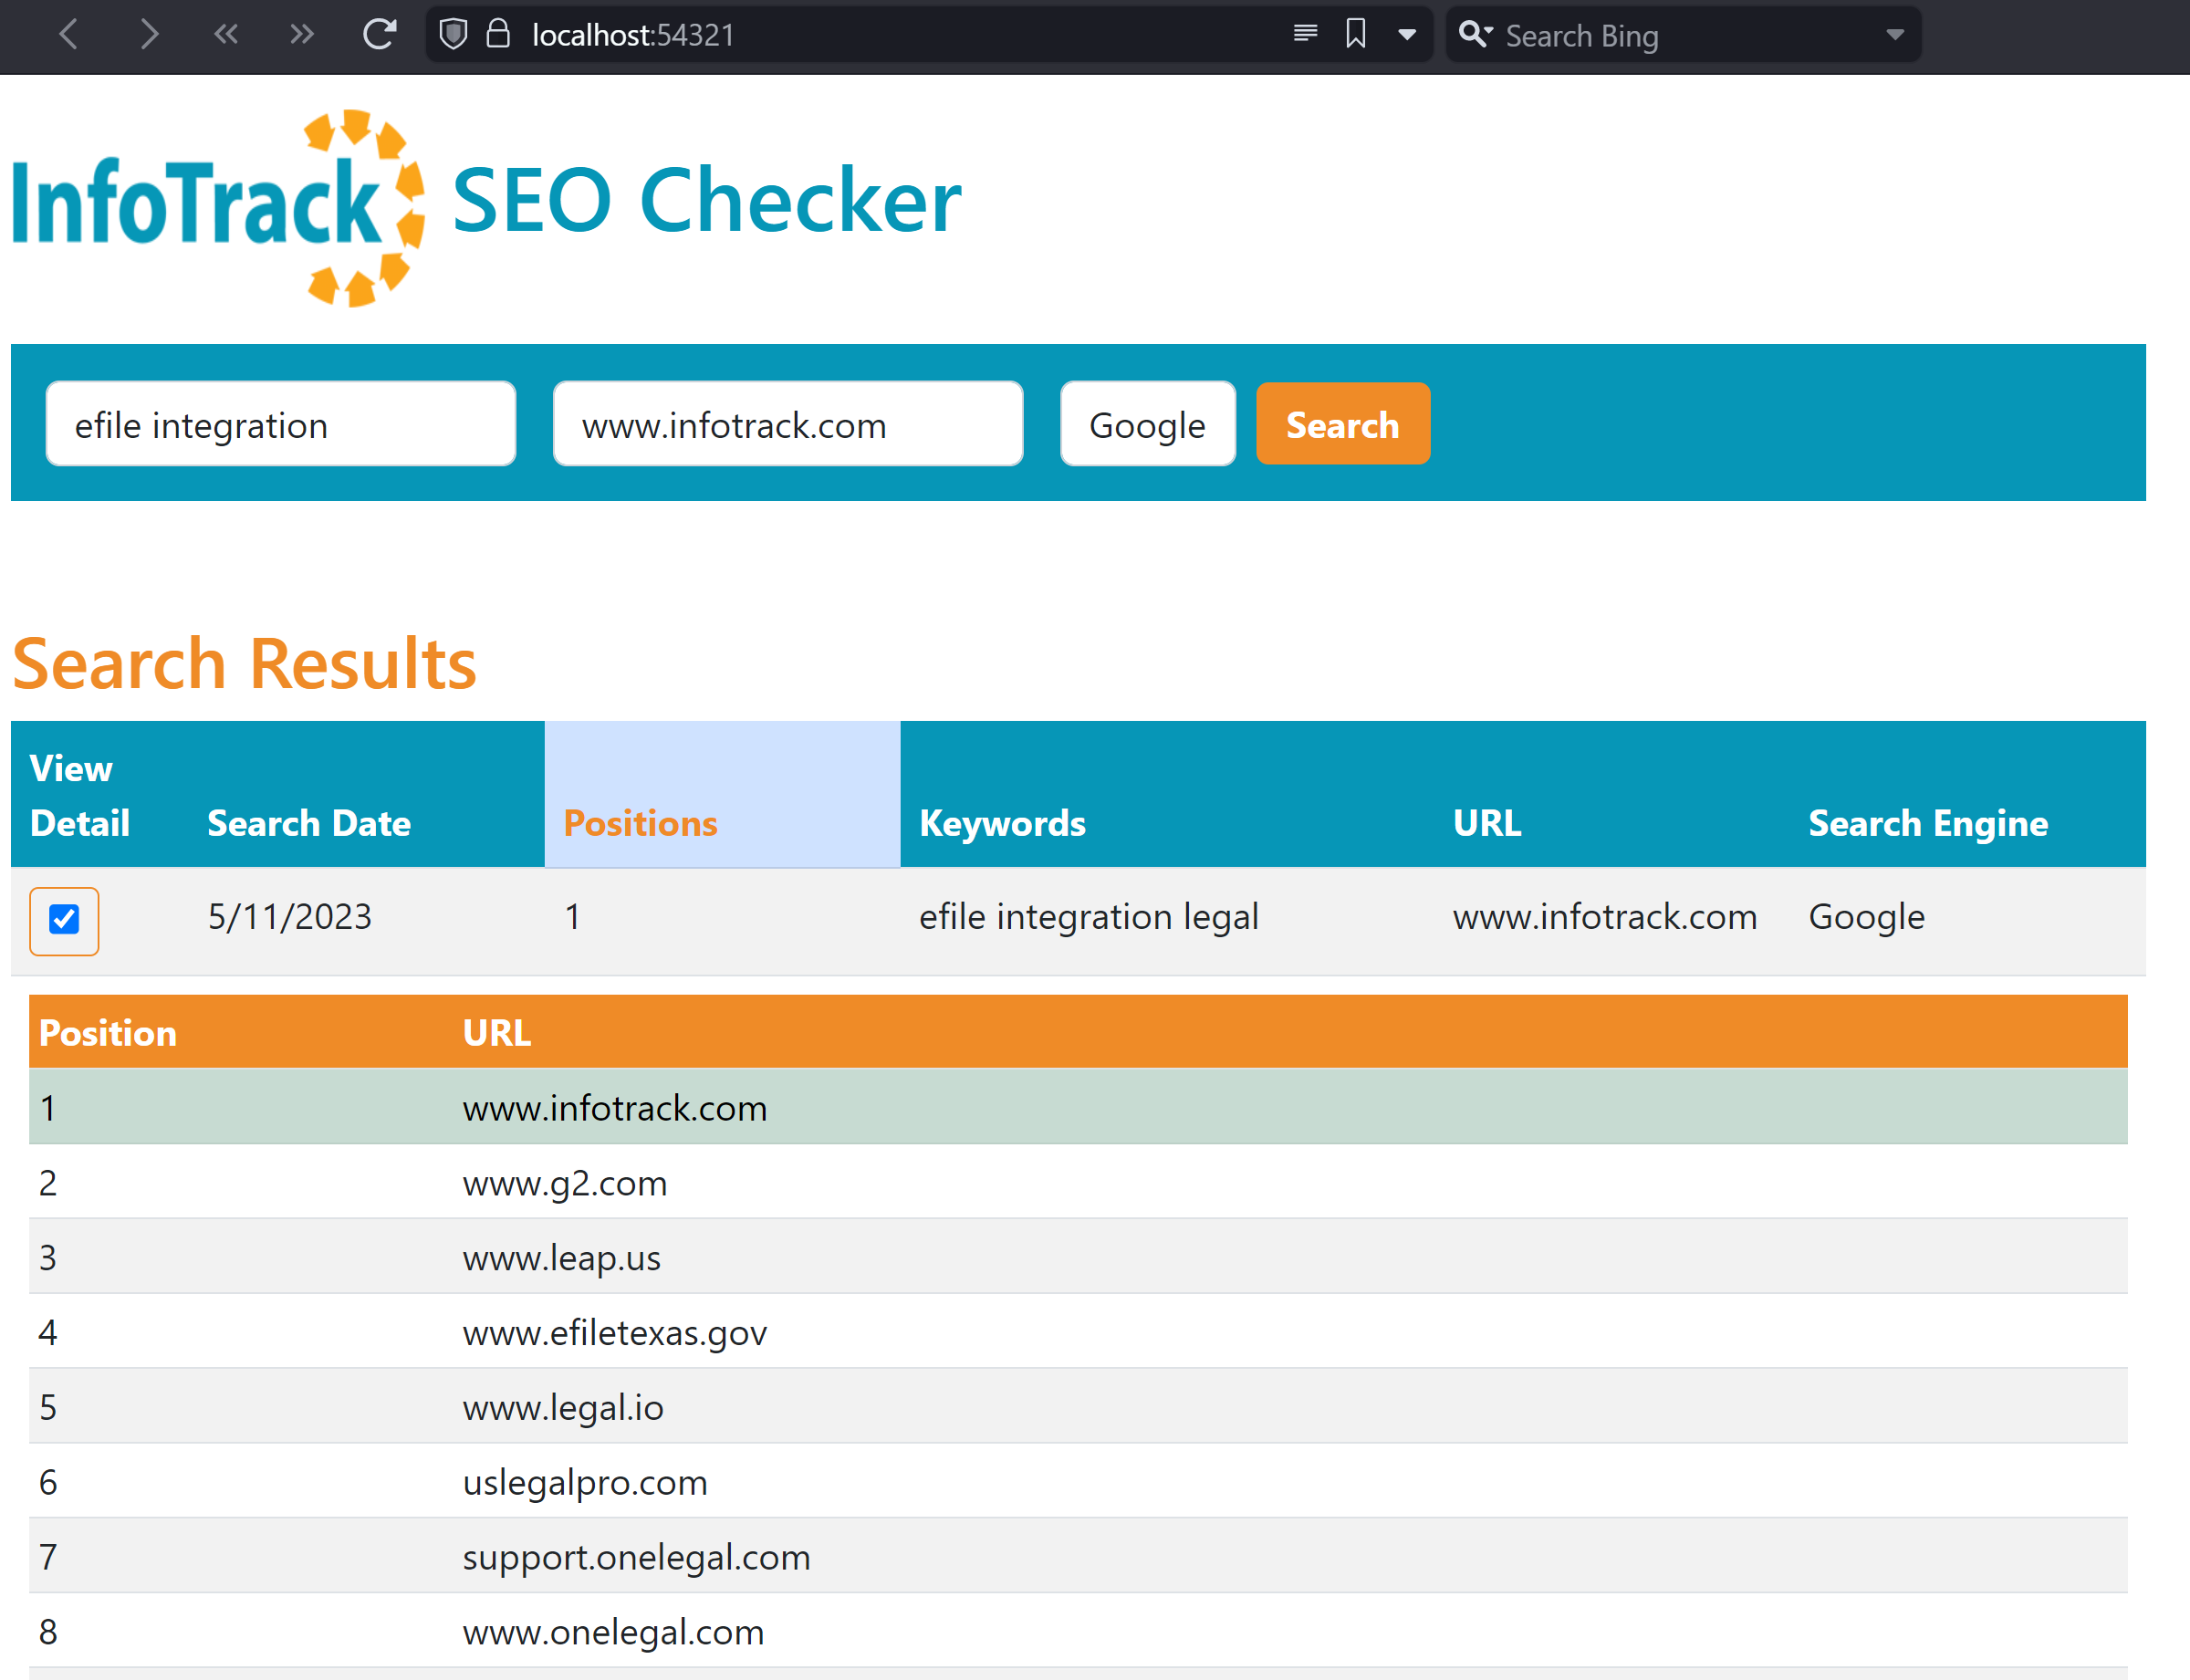 localhost:54321 Search Bing
InfoTrack SEO Checker
efile integration www.infotrack.com Google Search
Search Results
View
Detail Search Date Positions Keywords URL Search Engine
5/11/2023 1 efile integration legal www.infotrack.com Google
Position URL
1 www.infotrack.com
2 www.g2.com
3 www.leap.us
4 www.efiletexas.gov
5 www.legal.io
6 uslegalpro.com
7 support.onelegal.com
8 www.onelegal.com